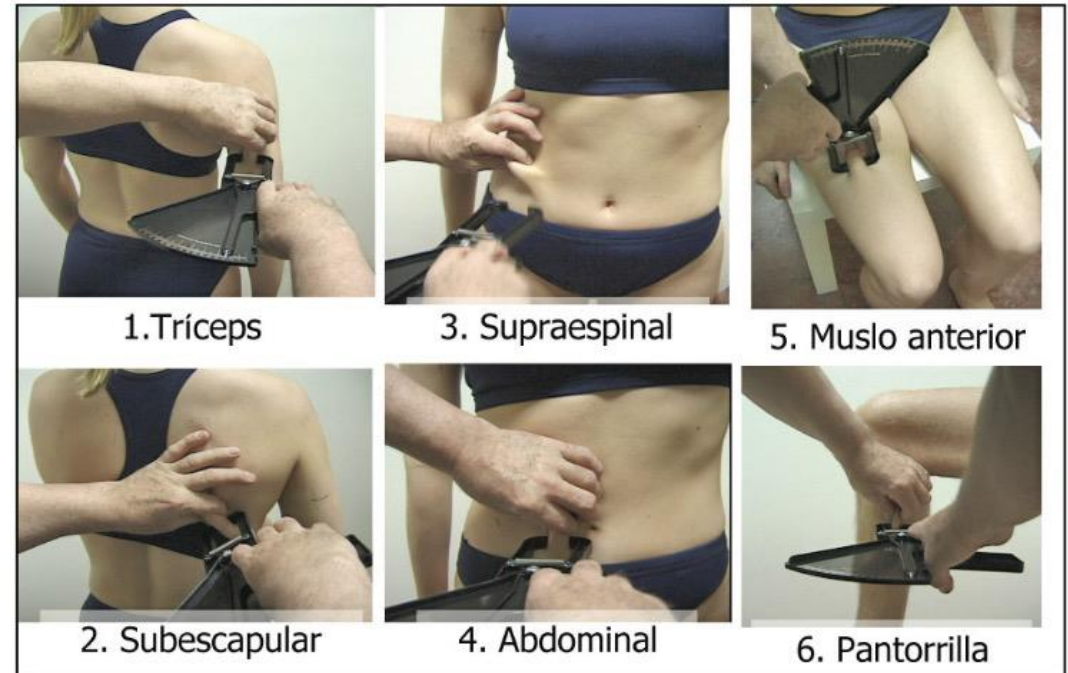 1.Tríceps
3. Supraespinal
5. Muslo anterior
2. Subescapular
4. Abdominal
6. Pantorrilla